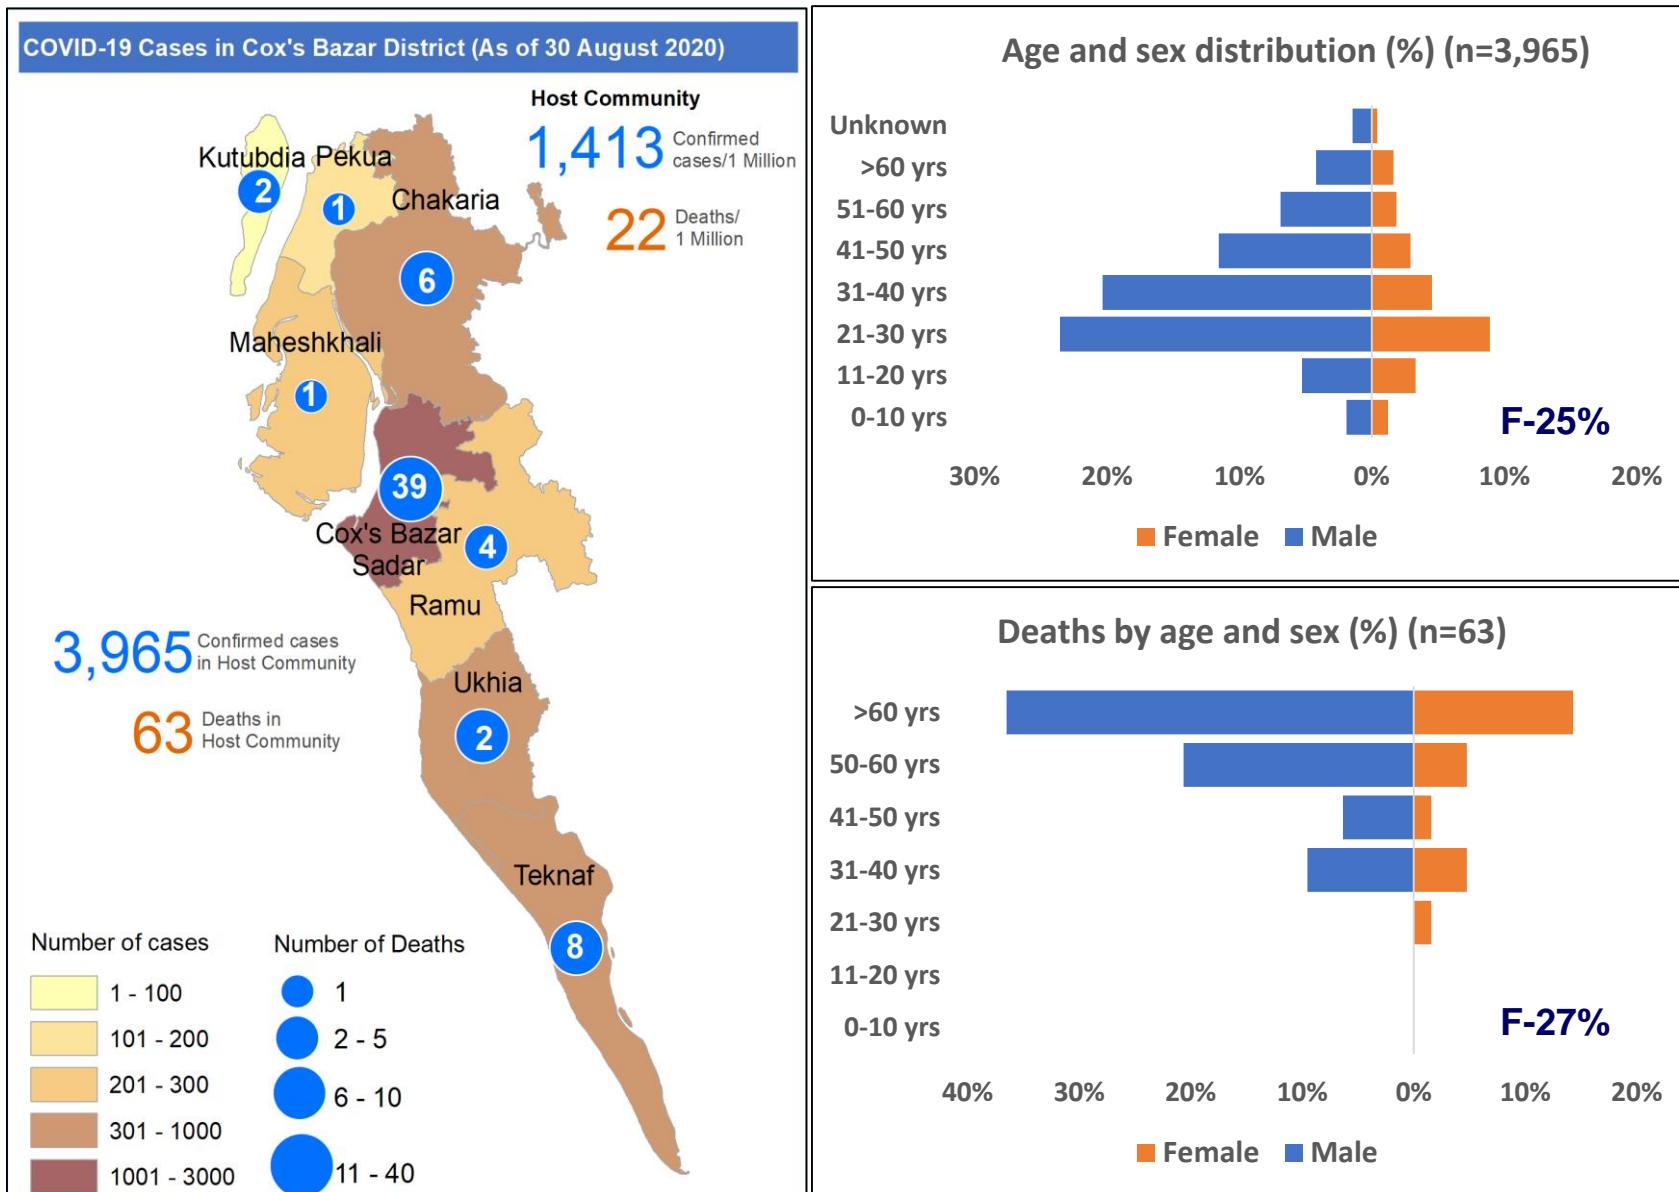 COVID-19 Cases in Cox's Bazar District (As of 30 August 2020)
Host Community
1,413 Confirmed
cases/1 Million
22 Deaths/
1 Million
Kutubdia
2
Pekua
1
Chakaria
6
Maheshkhali
1
39
Cox's Bazar
Sadar
4
Ramu
3,965 Confirmed cases
in Host Community
63 Deaths in
Host Community
Ukhia
2
Teknaf
8
Number of cases
1 - 100
101 - 200
201 - 300
301 - 1000
1001 - 3000
Number of Deaths
1
2 - 5
6 - 10
11 - 40
Age and sex distribution (%) (n=3,965)
Unknown
>60 yrs
51-60 yrs
41-50 yrs
31-40 yrs
21-30 yrs
11-20 yrs
0-10 yrs
F-25%
30% 20% 10% 0% 10% 20%
Female Male
Deaths by age and sex (%) (n=63)
>60 yrs
50-60 yrs
41-50 yrs
31-40 yrs
21-30 yrs
11-20 yrs
0-10 yrs
F-27%
40% 30% 20% 10% 0% 10% 20%
Female Male